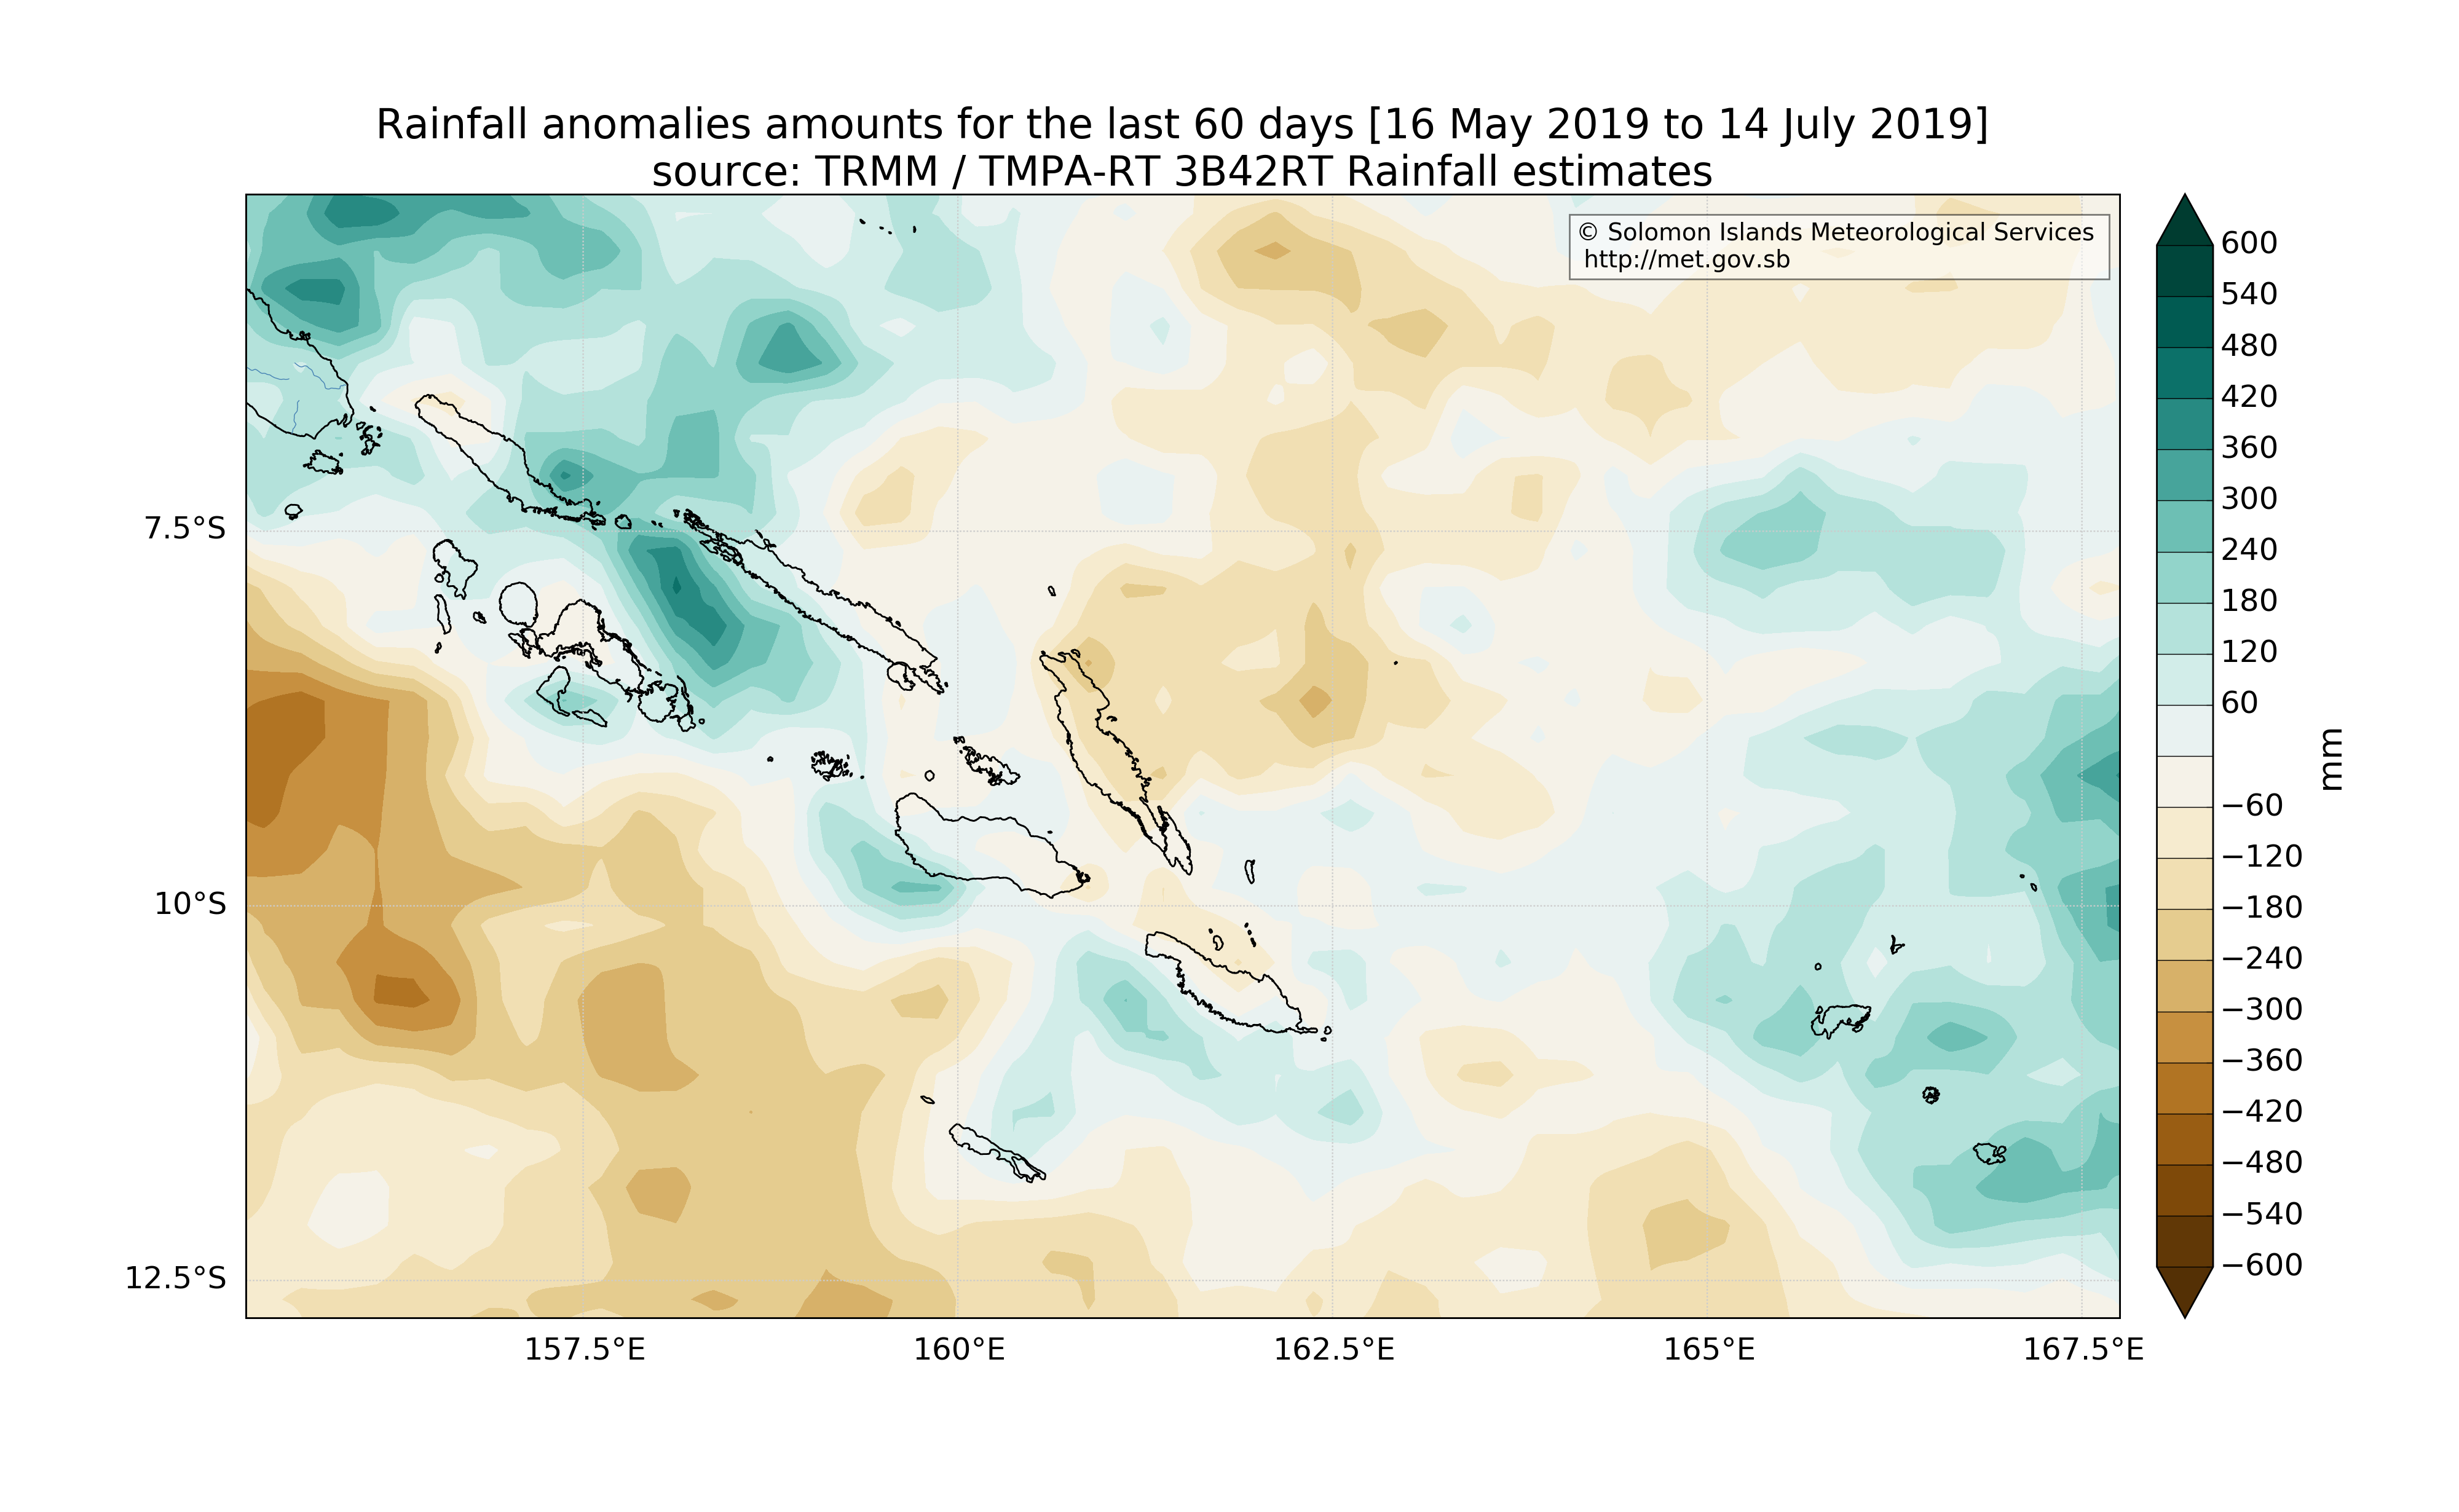 Rainfall anomalies amounts for the last 60 days [16 May 2019 to 14 July 2019]
source: TRMM / TMPA-RT 3B42RT Rainfall estimates
© Solomon Islands Meteorological Services
http://met.gov.sb
7.5°S
10°S
12.5°S
157.5°E
160°E
162.5°E
165°E
167.5°E
600
540
480
420
360
300
240
180
120
60
−60
−120
−180
−240
−300
−360
−420
−480
−540
−600
mm